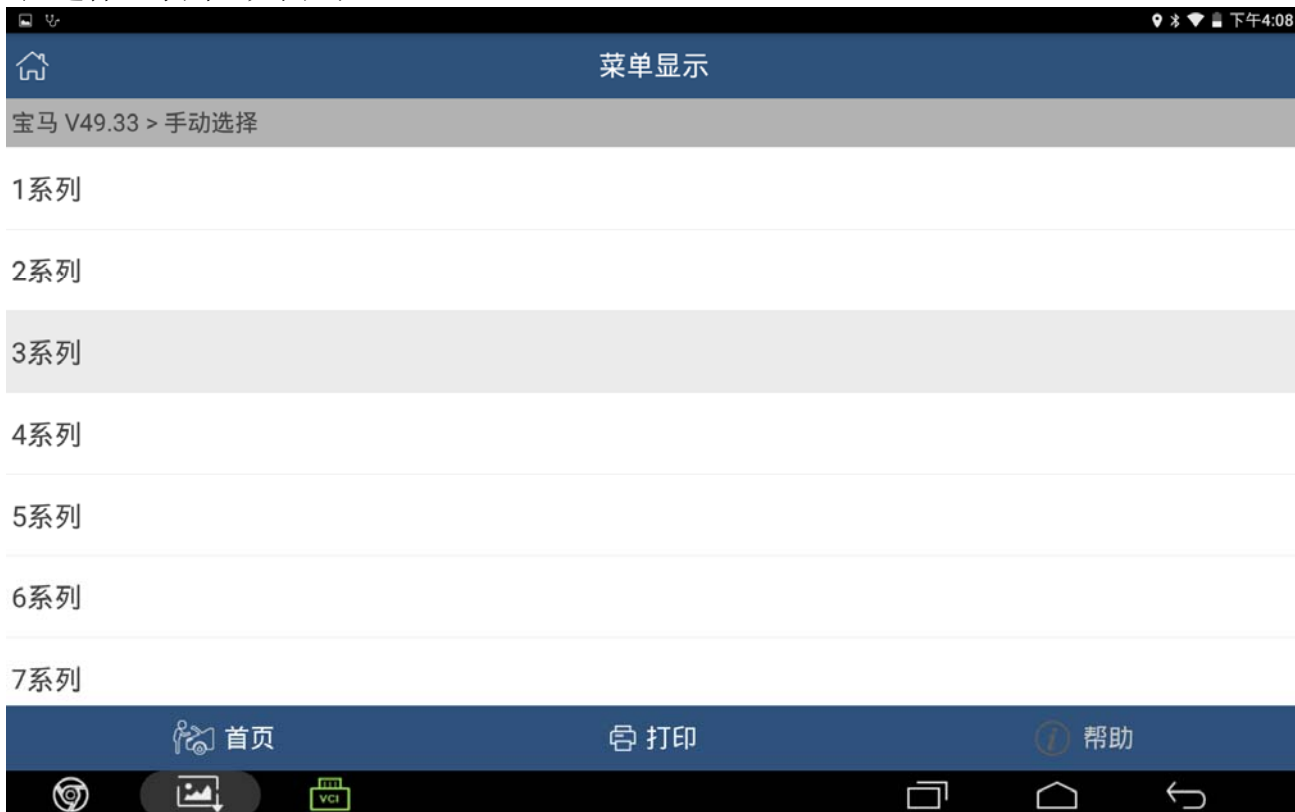 下午4:08
菜单显示
宝马 V49.33 > 手动选择
1系列
2系列
3系列
4系列
5系列
6系列
7系列
首页
打印
帮助
VCI